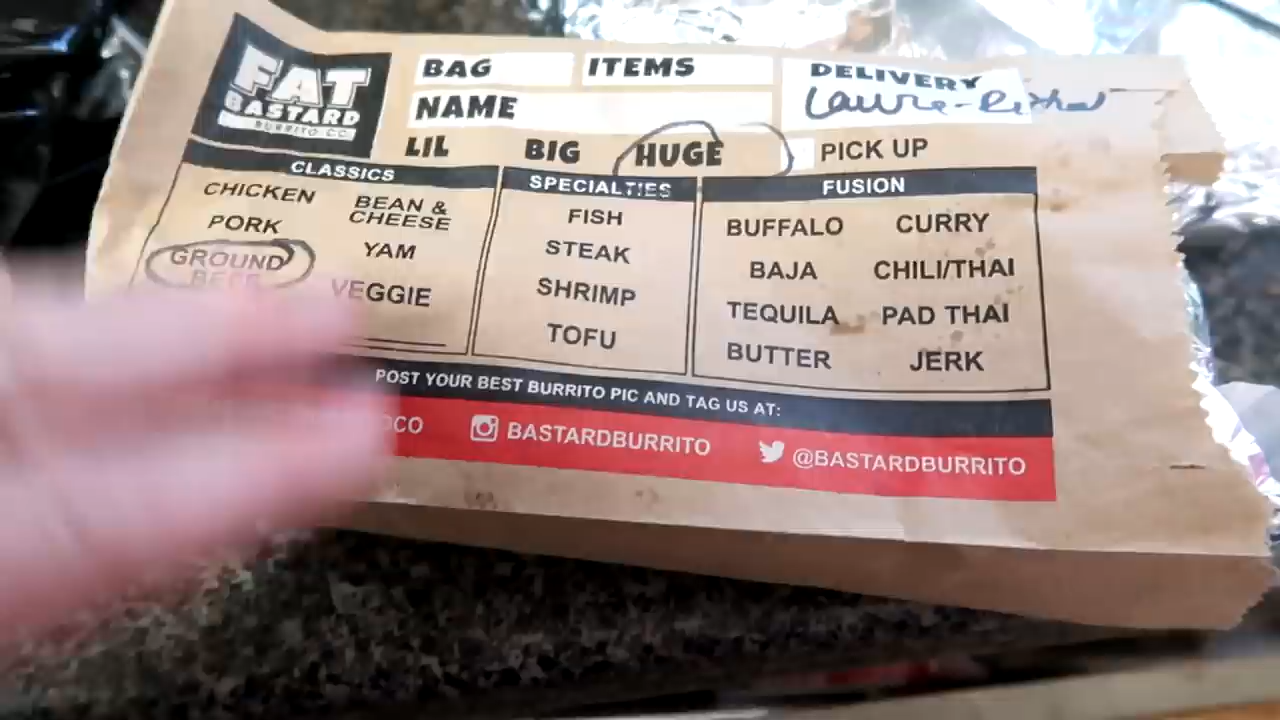 FAT
BASTARD
BURRITO CO.
BAG
ITEMS
DELIVERY
NAME
LIL
BIG
HUGE
PICK UP
CLASSICS
CHICKEN
PORK
GROUND
BEEF
BEAN &
CHEESE
YAM
VEGGIE
SPECIALTIES
FISH
STEAK
SHRIMP
TOFU
FUSION
BUFFALO
CURRY
BAJA
CHILI/THAI
TEQUILA
PAD THAI
BUTTER
JERK
POST YOUR BEST BURRITO PIC AND TAG US AT:
BASTARDBURRITO
@BASTARDBURRITO